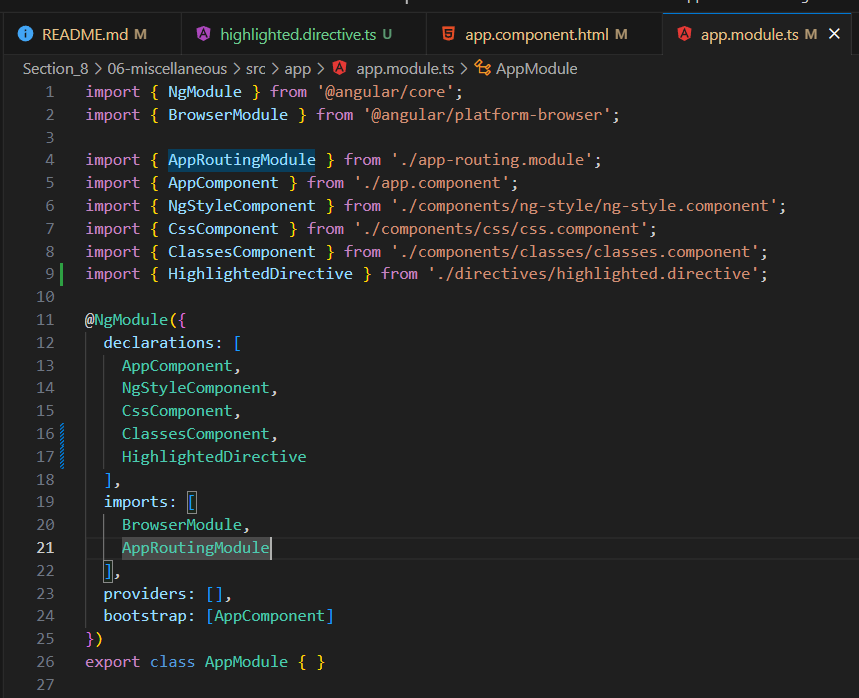 README.md M highlighted.directive.ts U app.component.html M app.module.ts M
Section_8 > 06-miscellaneous > src > app > app.module.ts > AppModule
1 import { NgModule } from '@angular/core';
2 import { BrowserModule } from '@angular/platform-browser';
3
4 import { AppRoutingModule } from './app-routing.module';
5 import { AppComponent } from './app.component';
6 import { NgStyleComponent } from './components/ng-style/ng-style.component';
7 import { CssComponent } from './components/css/css.component';
8 import { ClassesComponent } from './components/classes/classes.component';
9 import { HighlightedDirective } from './directives/highlighted.directive';
10
11 @NgModule({
12 declarations: [
13 AppComponent,
14 NgStyleComponent,
15 CssComponent,
16 ClassesComponent,
17 HighlightedDirective
18 ],
19 imports: [
20 BrowserModule,
21 AppRoutingModule
22 ],
23 providers: [],
24 bootstrap: [AppComponent]
25 })
26 export class AppModule { }
27